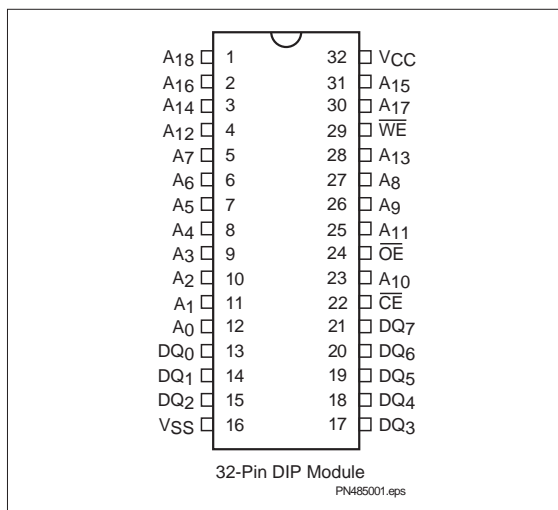 A18 1 32 VCC
A16 2 31 A15
A14 3 30 A17
A12 4 29 W̅E̅
A7 5 28 A13
A6 6 27 A8
A5 7 26 A9
A4 8 25 A11
A3 9 24 O̅E̅
A2 10 23 A10
A1 11 22 C̅E̅
A0 12 21 DQ7
DQ0 13 20 DQ6
DQ1 14 19 DQ5
DQ2 15 18 DQ4
VSS 16 17 DQ3
32-Pin DIP Module
PN485001.eps